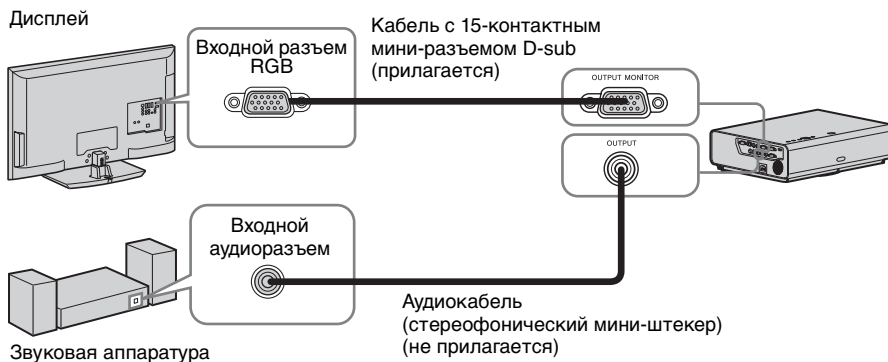 Дисплей
Входной разъем
RGB
Кабель с 15-контактным
мини-разъемом D-sub
(прилагается)
OUTPUT MONITOR
OUTPUT
Входной
аудиоразъем
Аудиокабель
(стереофонический мини-штекер)
(не прилагается)
Звуковая аппаратура